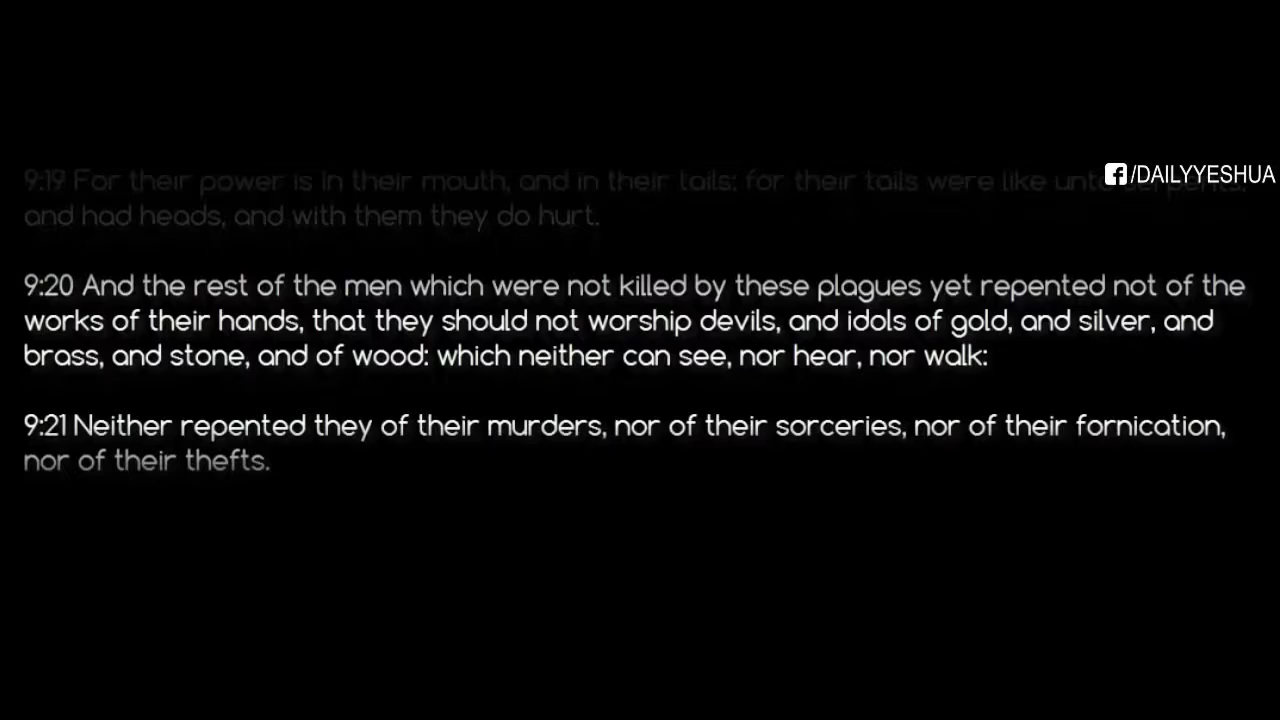 /DAILYYESHUA
9:19 For their power is in their mouth, and in their tails: for their tails were like unto serpents,
and had heads, and with them they do hurt.
9:20 And the rest of the men which were not killed by these plagues yet repented not of the
works of their hands, that they should not worship devils, and idols of gold, and silver, and
brass, and stone, and of wood: which neither can see, nor hear, nor walk:
9:21 Neither repented they of their murders, nor of their sorceries, nor of their fornication,
nor of their thefts.